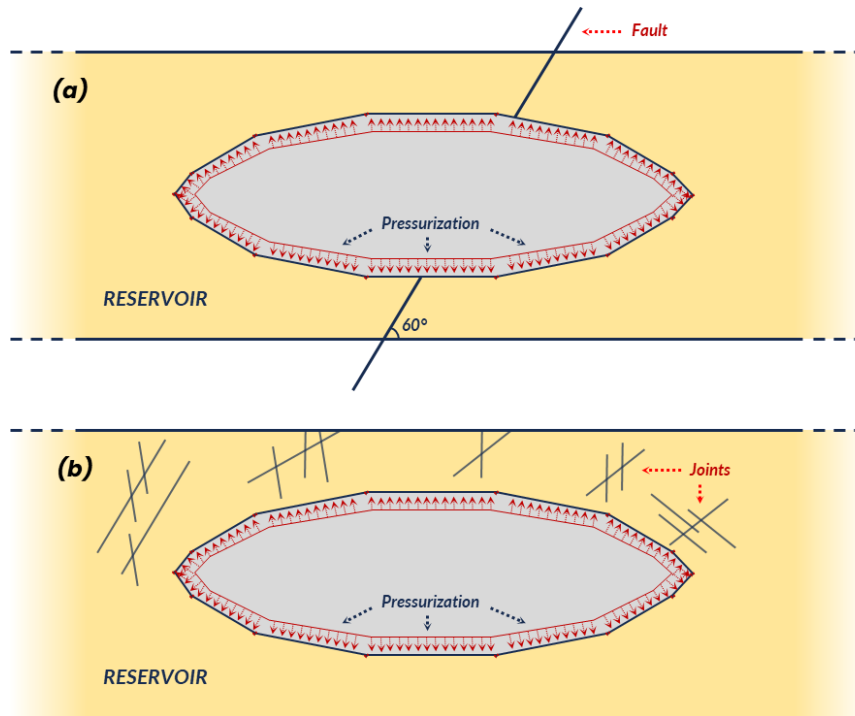 Fault
(a)
Pressurization
RESERVOIR
60°
(b)
Joints
Pressurization
RESERVOIR